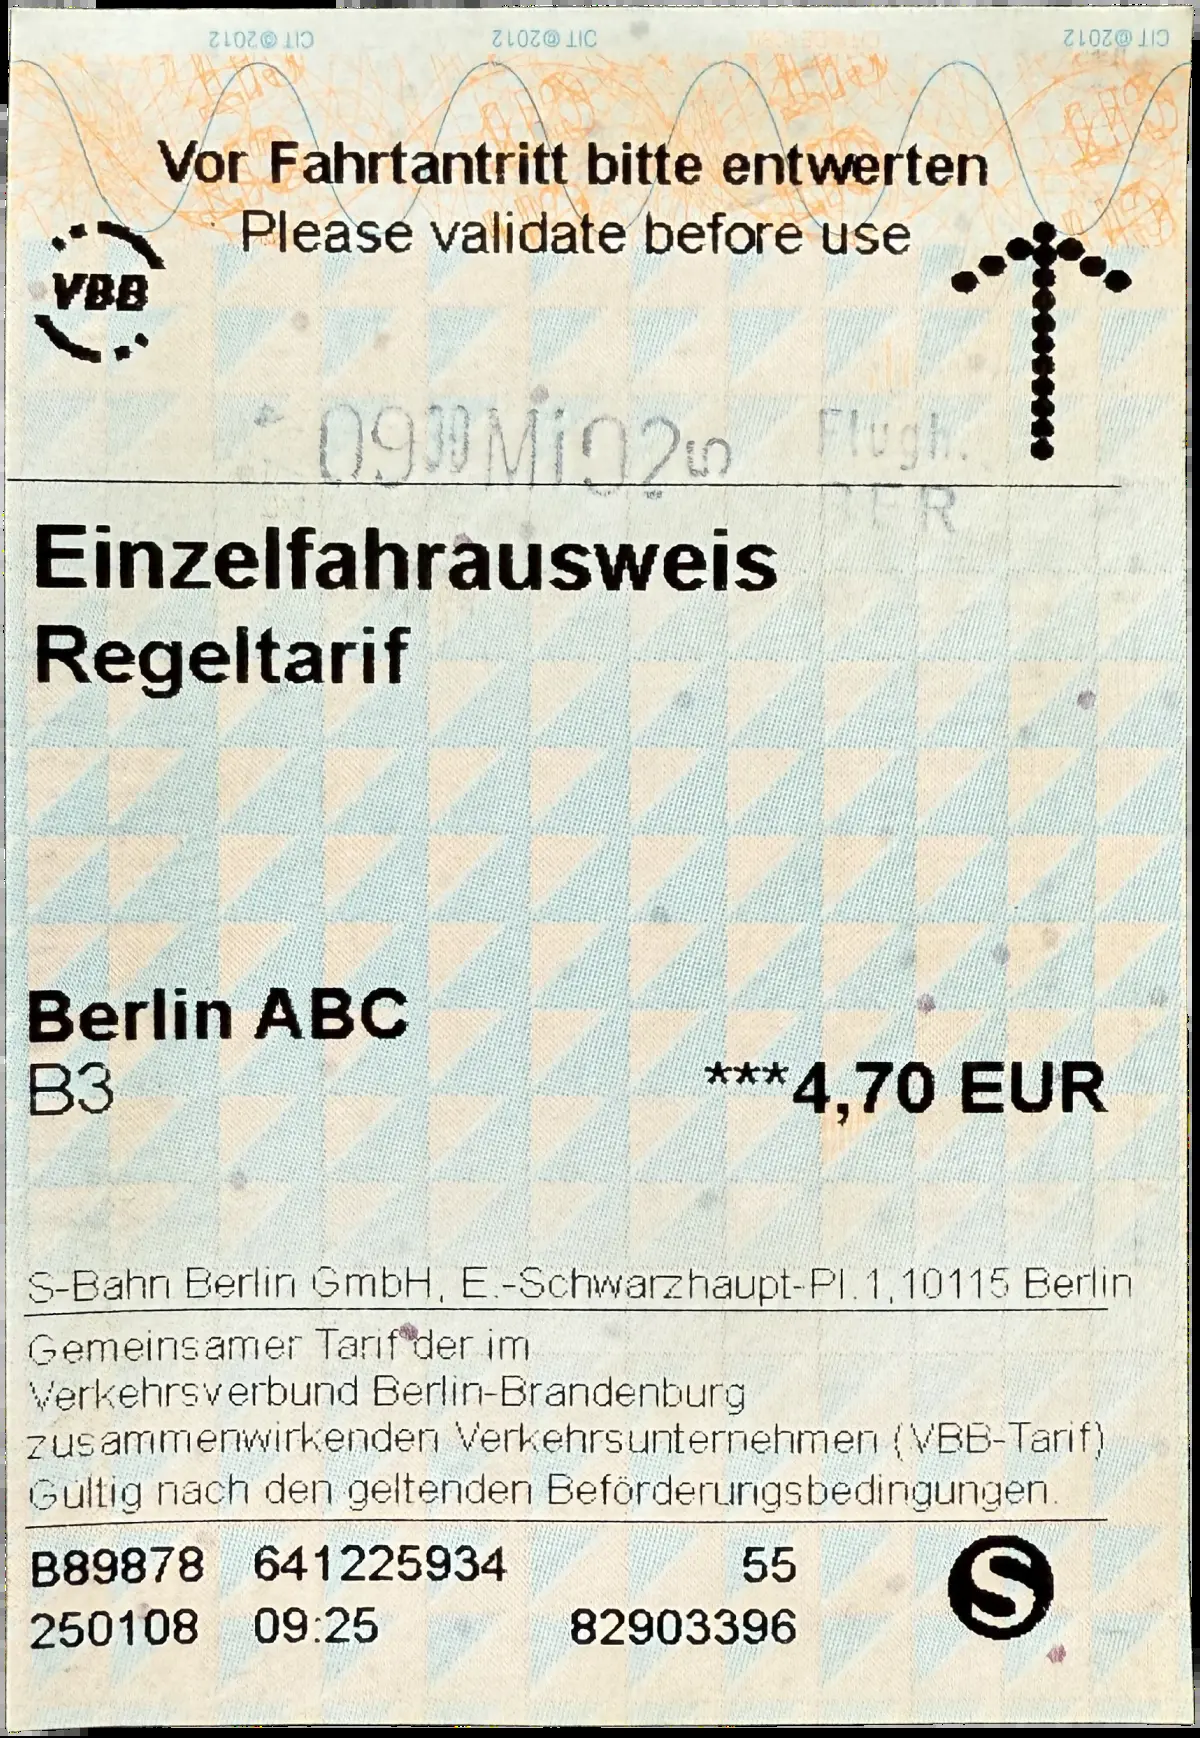 CIT © 2012 CIT © 2012 CIT © 2012
Vor Fahrtantritt bitte entwerten
Please validate before use
VBB
09 39 Mi 02 5 Flugh.
BER
Einzelfahrausweis
Regeltarif
Berlin ABC
B3 ***4,70 EUR
S-Bahn Berlin GmbH, E.-Schwarzhaupt-Pl.1,10115 Berlin
Gemeinsamer Tarif der im
Verkehrsverbund Berlin-Brandenburg
zusammenwirkenden Verkehrsunternehmen (VBB-Tarif)
Gültig nach den geltenden Beförderungsbedingungen.
B89878 641225934 55
250108 09:25 82903396
S